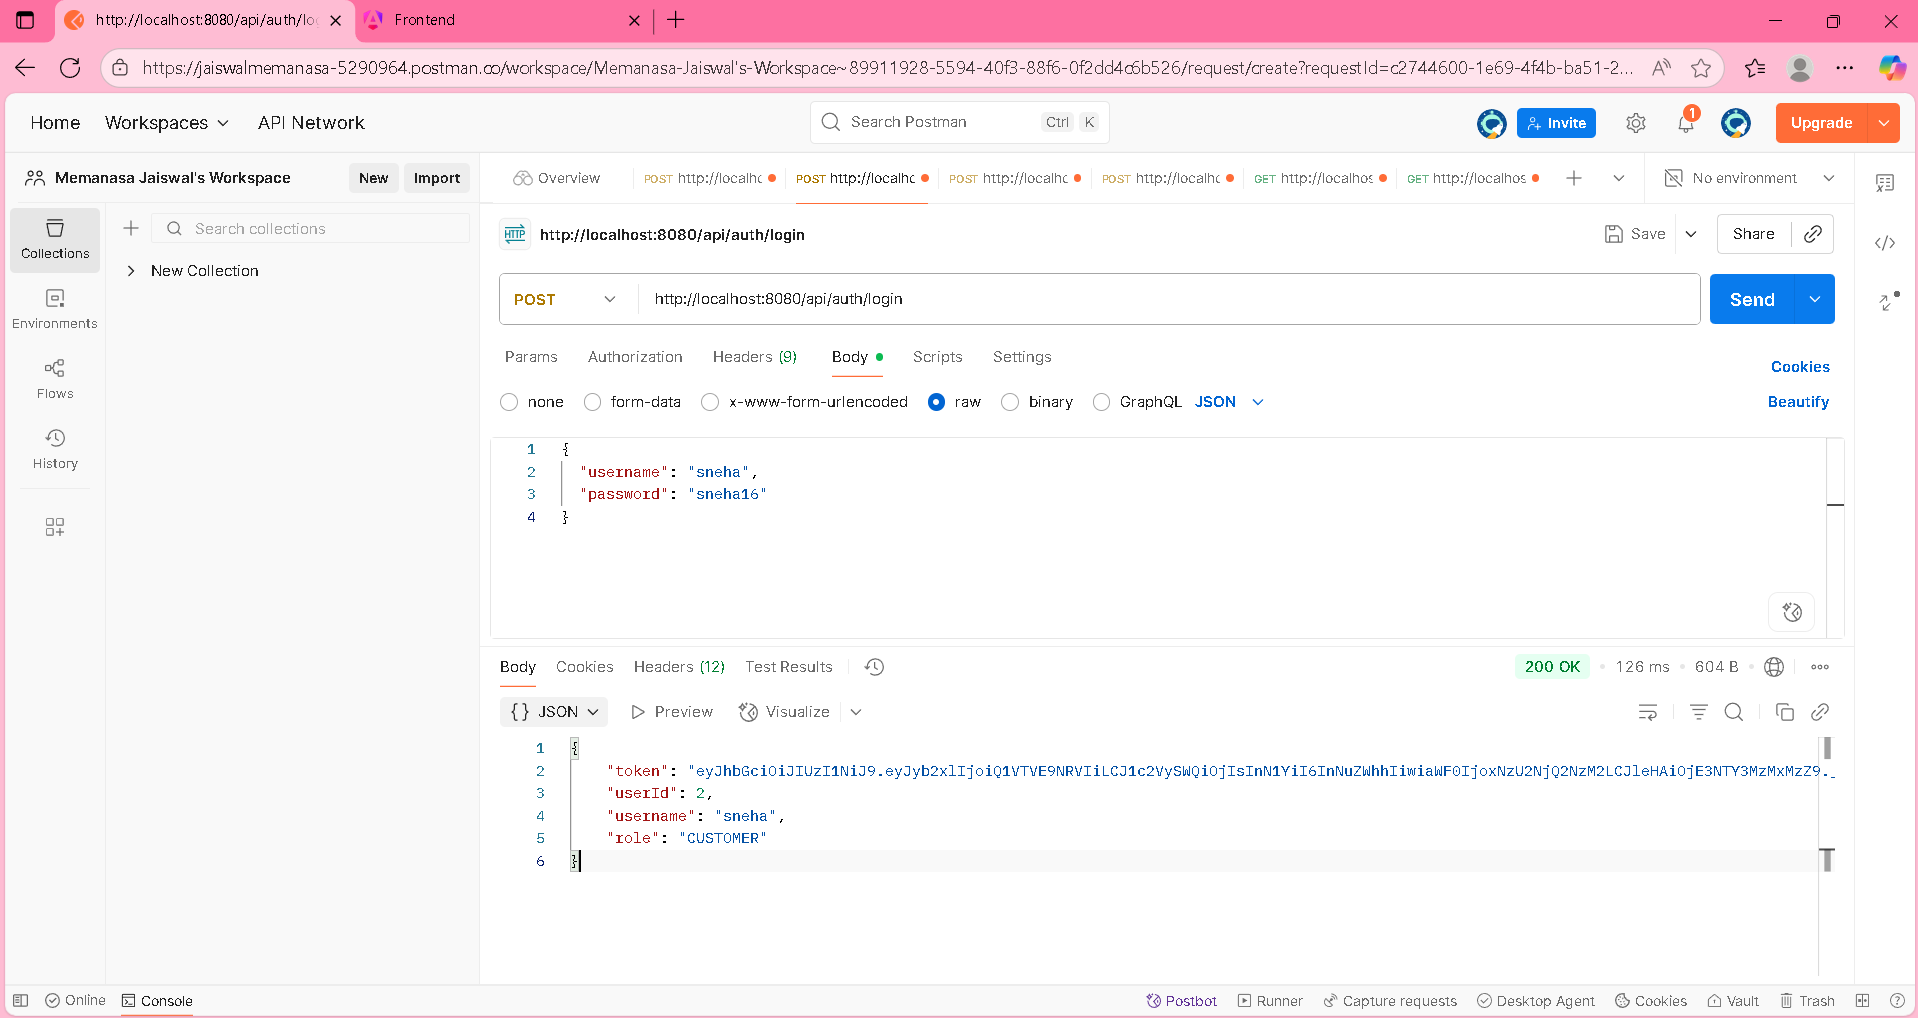 http://localhost:8080/api/auth/lo
Frontend
https://jaiswalmemanasa-5290964.postman.co/workspace/Memanasa-Jaiswal's-Workspace~89911928-5594-40f3-88f6-0f2dd4c6b526/request/create?requestId=c2744600-1e69-4f4b-ba51-2...
Home Workspaces API Network Search Postman Ctrl K Invite 1 Upgrade
Memanasa Jaiswal's Workspace New Import Overview POST http://localhc POST http://localhc POST http://localhc POST http://localhc GET http://localhos GET http://localhos No environment
Collections
Search collections
HTTP http://localhost:8080/api/auth/login Save Share
New Collection
Environments
POST http://localhost:8080/api/auth/login Send
Flows
Params Authorization Headers (9) Body Scripts Settings Cookies
none form-data x-www-form-urlencoded raw binary GraphQL JSON Beautify
History
1 {
2 "username": "sneha",
3 "password": "sneha16"
4 }
Body Cookies Headers (12) Test Results 200 OK 126 ms 604 B
{} JSON Preview Visualize
1 {
2 "token": "eyJhbGciOiJIUzI1NiJ9.eyJyb2xlIjoiQ1VTVE9NRVIiLCJ1c2VySWQiOjIsInN1YiI6InNuZWhhIiwiaWF0IjoxNzU2NjQ2NzM2LCJleHAiOjE3NTY3MzMxMzZ9._
3 "userId": 2,
4 "username": "sneha",
5 "role": "CUSTOMER"
6 }
Online Console Postbot Runner Capture requests Desktop Agent Cookies Vault Trash